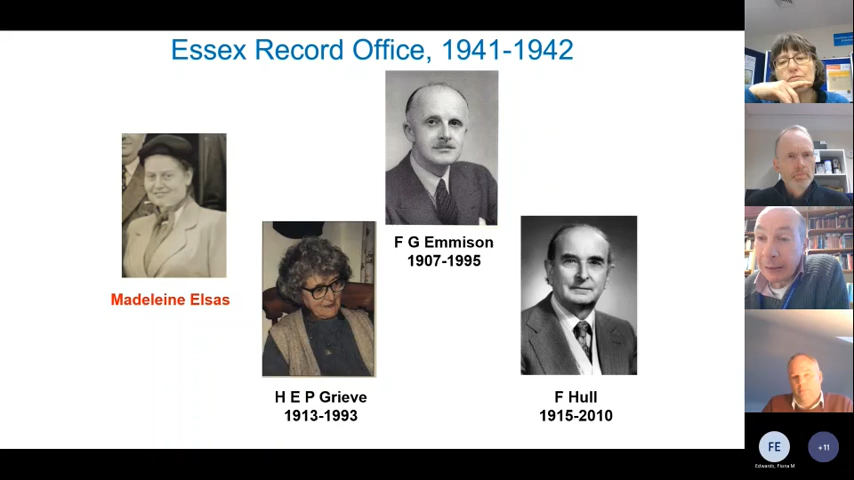 Essex Record Office, 1941-1942
Madeleine Elsas
F G Emmison
1907-1995
H E P Grieve
1913-1993
F Hull
1915-2010
FE
Edwards, Fiona M
+11